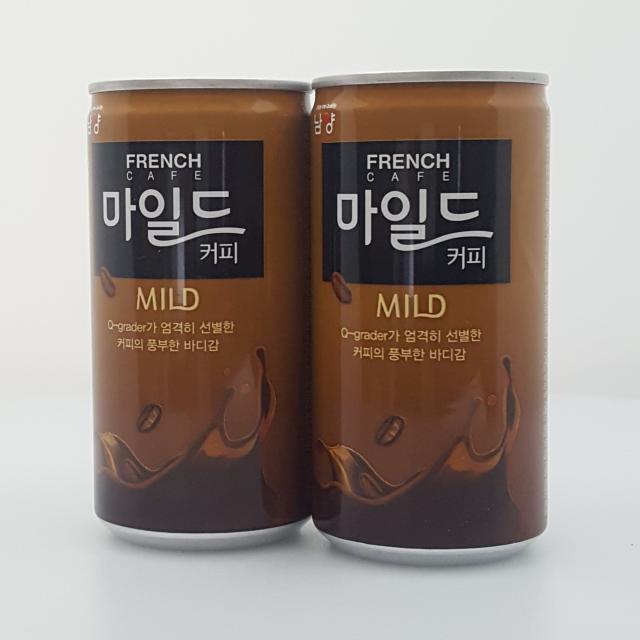 남양
FRENCH
CAFE
마일드
커피
MILD
Q-grader가 엄격히 선별한
커피의 풍부한 바디감
남양
FRENCH
CAFE
마일드
커피
MILD
Q-grader가 엄격히 선별한
커피의 풍부한 바디감